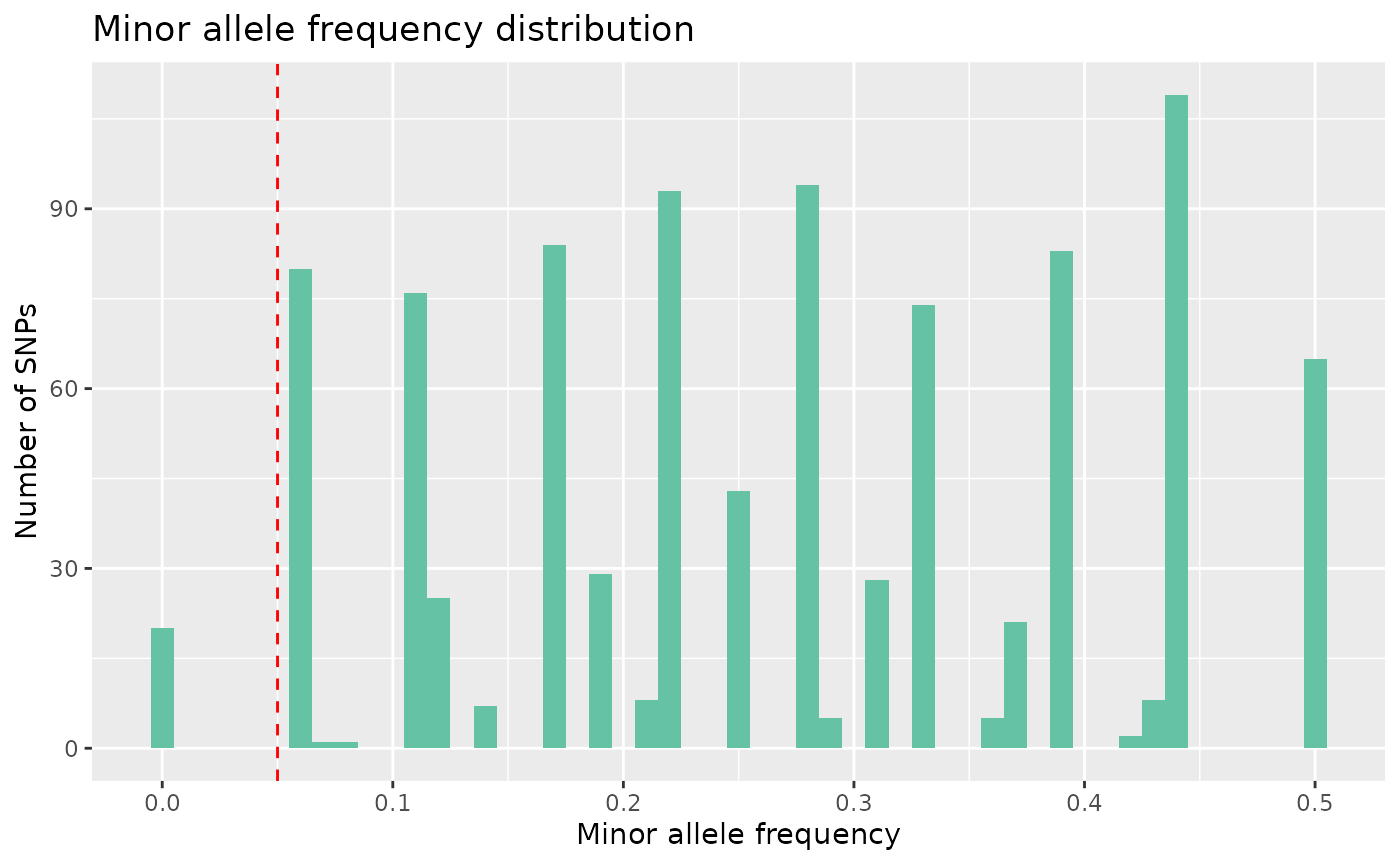 Minor allele frequency distribution
Number of SNPs
90
60
30
0
0.0 0.1 0.2 0.3 0.4 0.5
Minor allele frequency